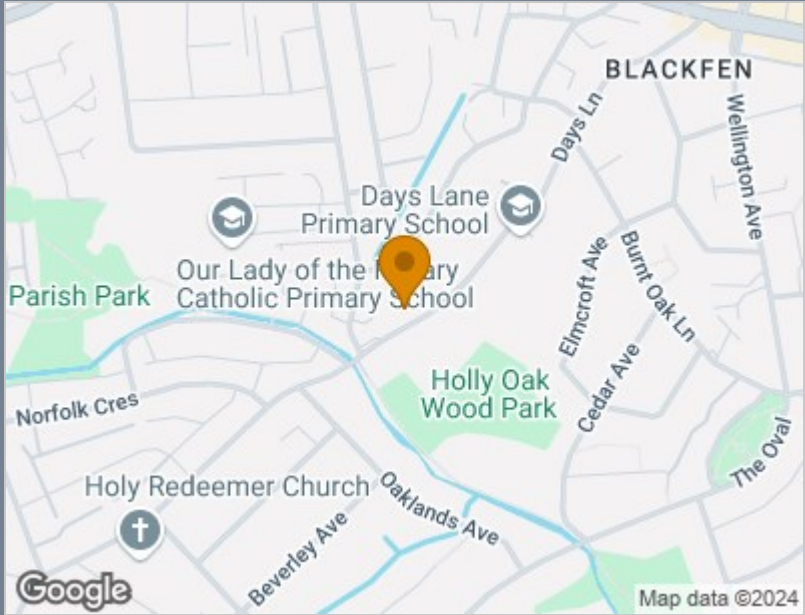 BLACKFEN
Days Ln
Wellington Ave
Days Lane
Primary School
Our Lady of the
Catholic Primary School
Parish Park
Elmcroft Ave
Burnt Oak Ln
Holly Oak
Wood Park
Cedar Ave
Norfolk Cres
The Oval
Holy Redeemer Church
Oaklands Ave
Beverley Ave
Google
Map data ©2024